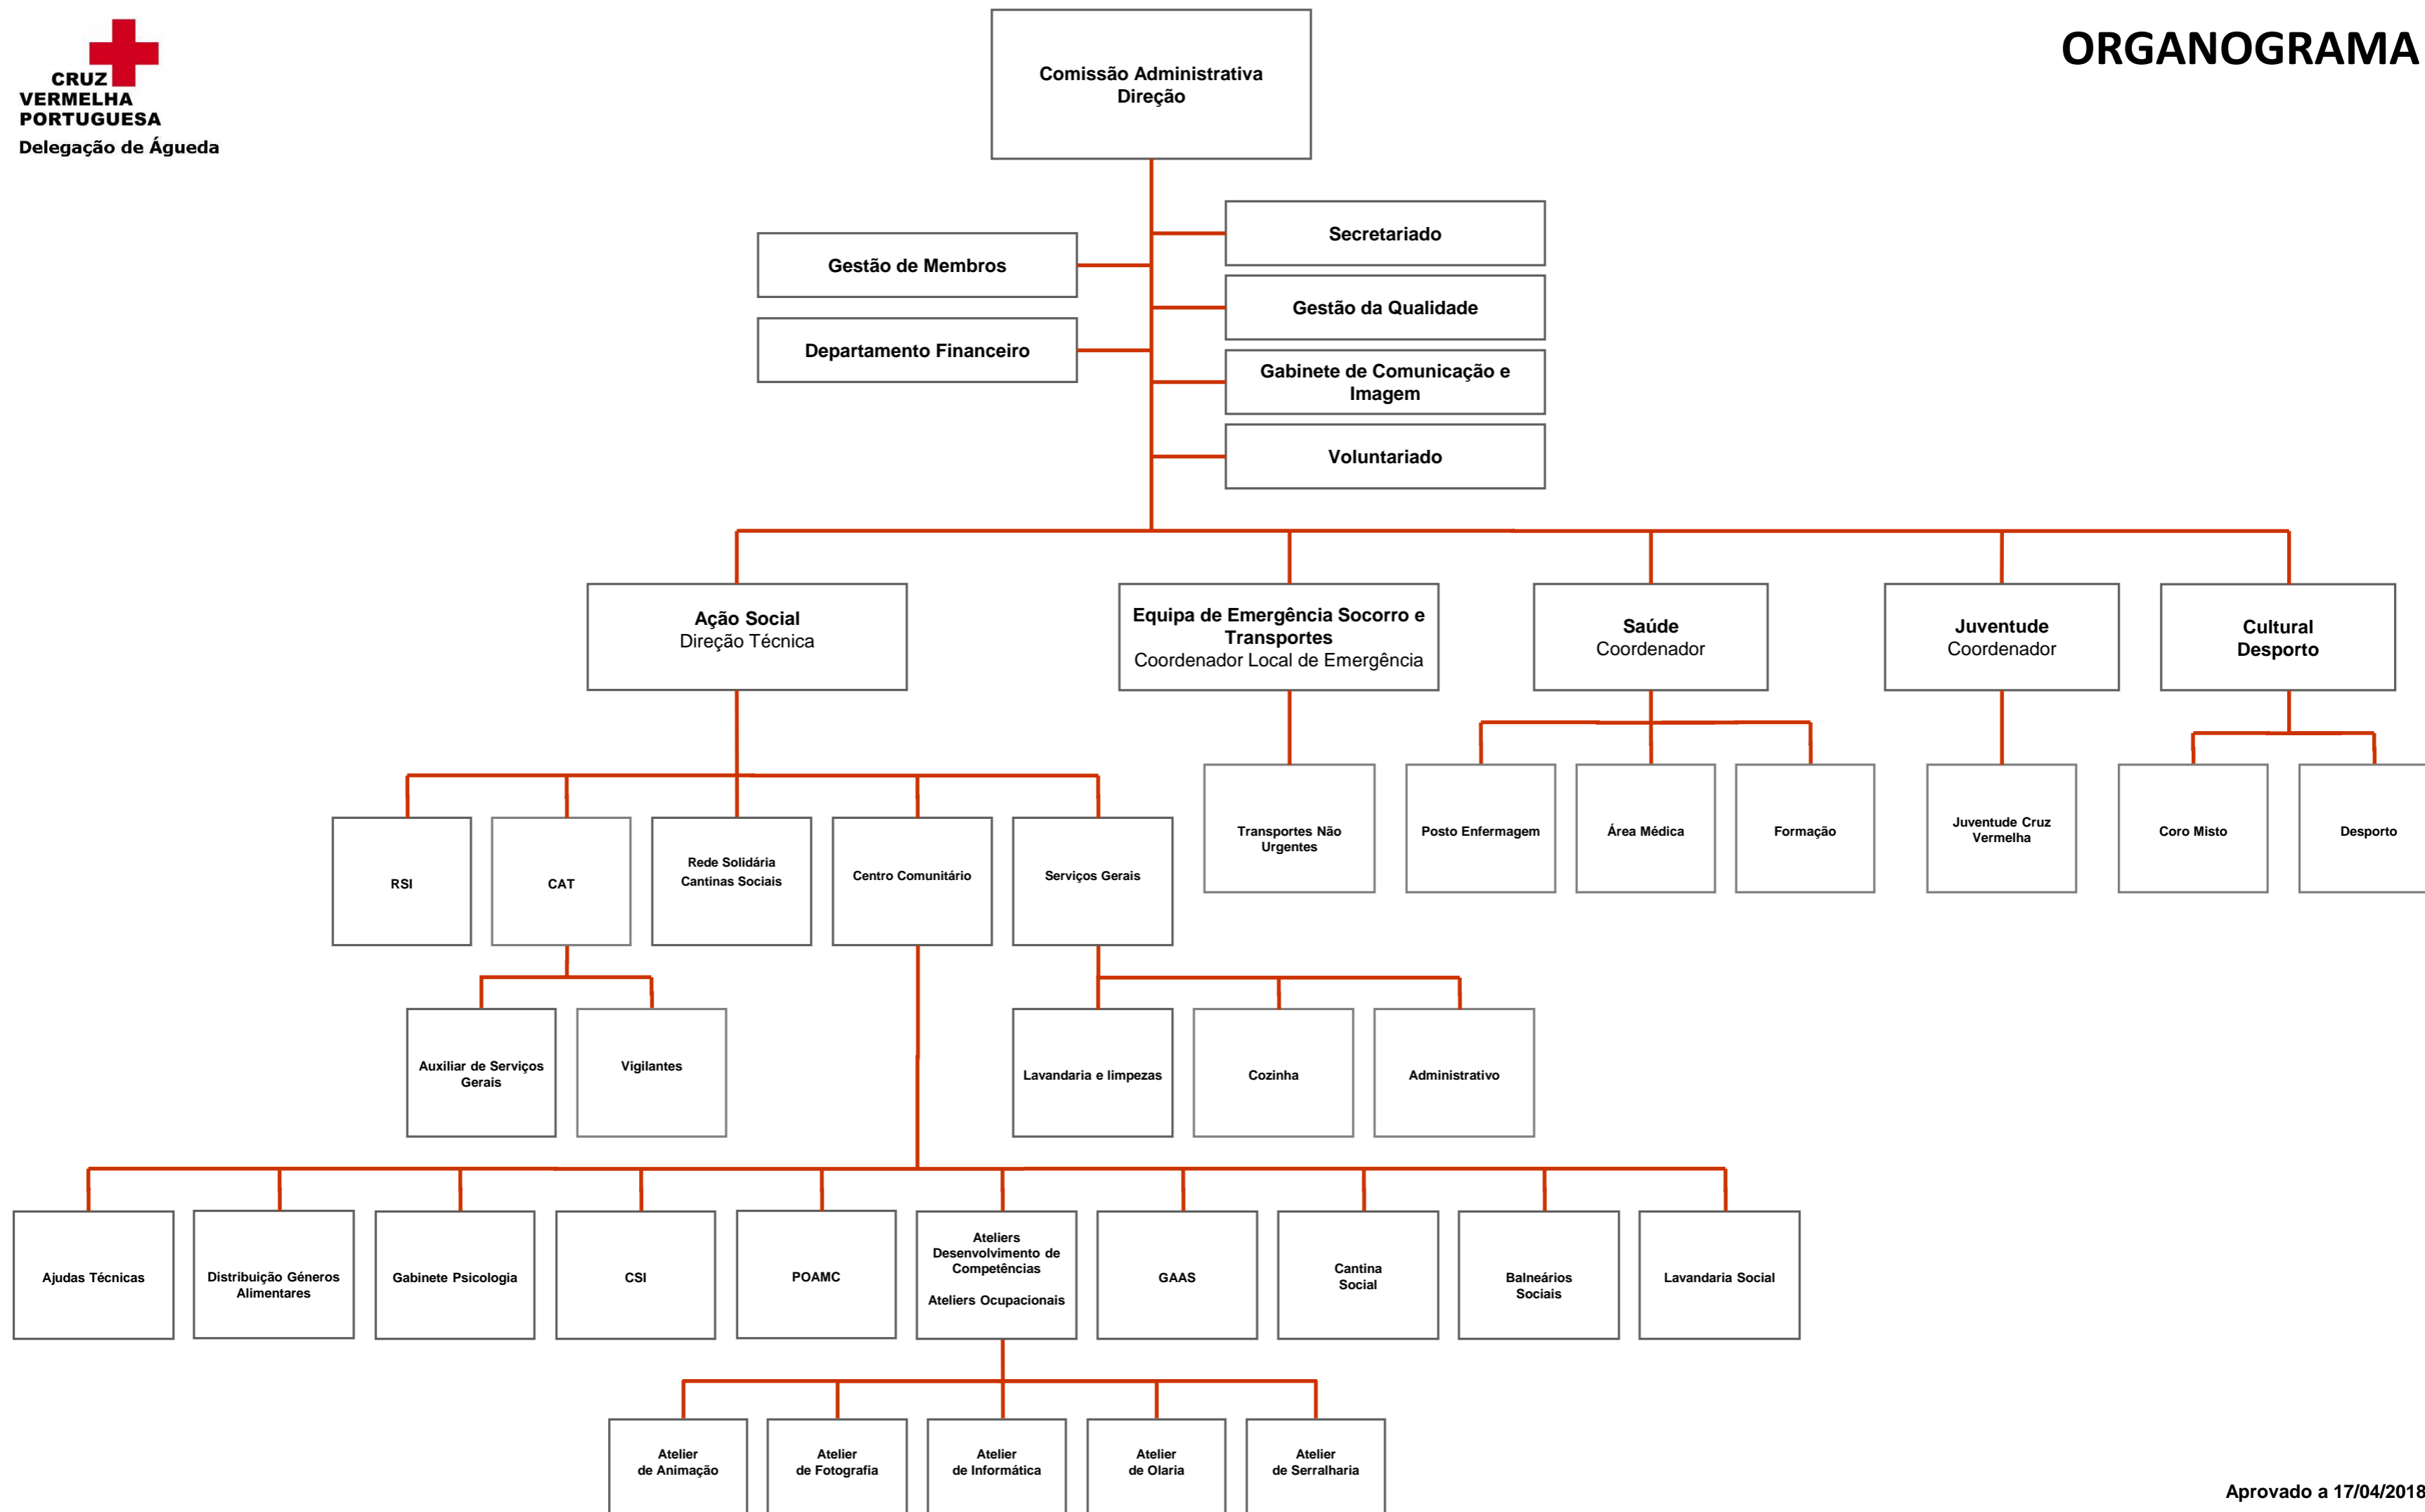 CRUZ
VERMELHA
PORTUGUESA
Delegação de Águeda
ORGANOGRAMA
Comissão Administrativa
Direção
Secretariado
Gestão de Membros
Gestão da Qualidade
Departamento Financeiro
Gabinete de Comunicação e
Imagem
Voluntariado
Ação Social
Direção Técnica
Equipa de Emergência Socorro e
Transportes
Coordenador Local de Emergência
Saúde
Coordenador
Juventude
Coordenador
Cultural
Desporto
RSI
CAT
Rede Solidária
Cantinas Sociais
Centro Comunitário
Serviços Gerais
Transportes Não
Urgentes
Posto Enfermagem
Área Médica
Formação
Juventude Cruz
Vermelha
Coro Misto
Desporto
Auxiliar de Serviços
Gerais
Vigilantes
Lavandaria e limpezas
Cozinha
Administrativo
Ajudas Técnicas
Distribuição Géneros
Alimentares
Gabinete Psicologia
CSI
POAMC
Ateliers
Desenvolvimento de
Competências
Ateliers Ocupacionais
GAAS
Cantina
Social
Balneários
Sociais
Lavandaria Social
Atelier
de Animação
Atelier
de Fotografia
Atelier
de Informática
Atelier
de Olaria
Atelier
de Serralharia
Aprovado a 17/04/2018